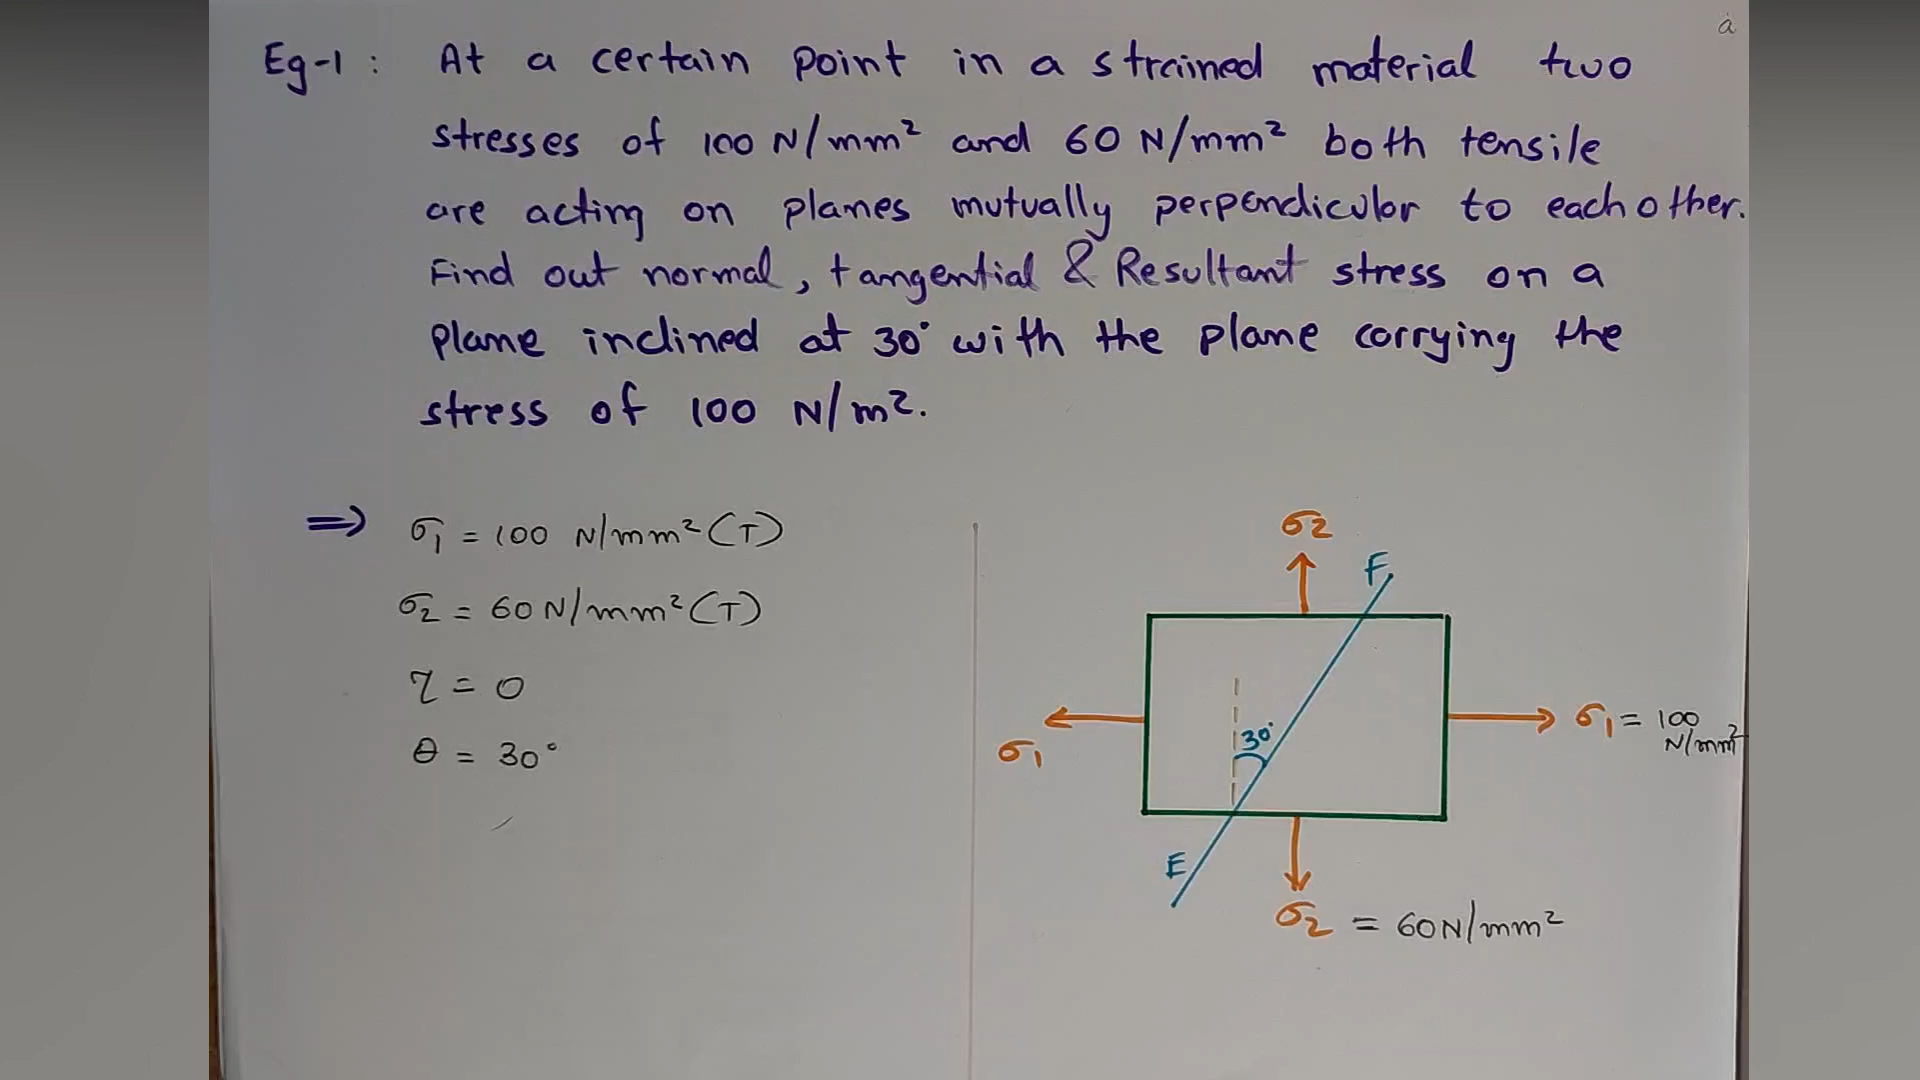 a
Eg-1 : At a certain point in a strained material two
stresses of 100 N/mm² and 60 N/mm² both tensile
are acting on planes mutually perpendicular to each other.
Find out normal, tangential & Resultant stress on a
plane inclined at 30° with the plane carrying the
stress of 100 N/m².
⇒ σ1 = 100 N/mm² (T)
σ2 = 60 N/mm² (T)
τ = 0
θ = 30°
σ2
F
30°
σ1
σ1 = 100
N/mm²
E
σ2 = 60N/mm²